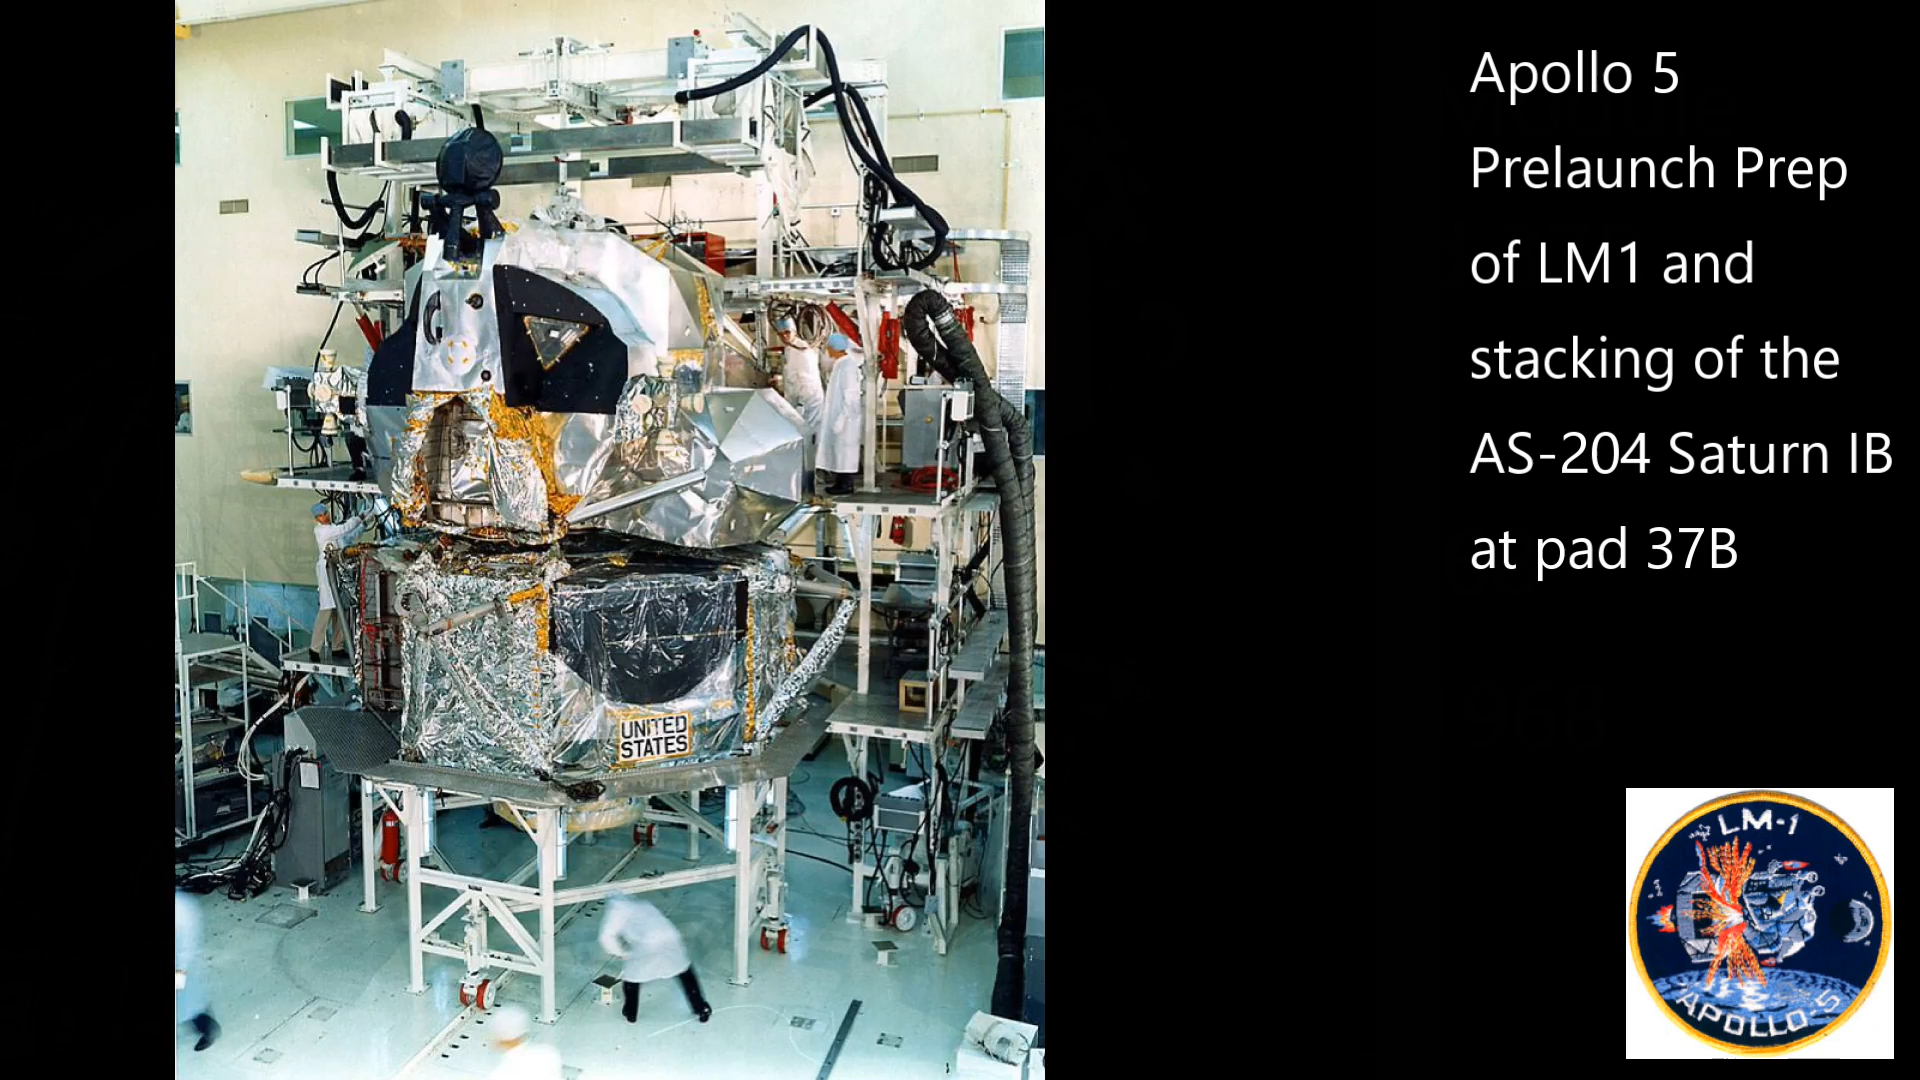 Apollo 5
Prelaunch Prep
of LM1 and
stacking of the
AS-204 Saturn IB
at pad 37B
UNITED
STATES
LM-1
APOLLO-5